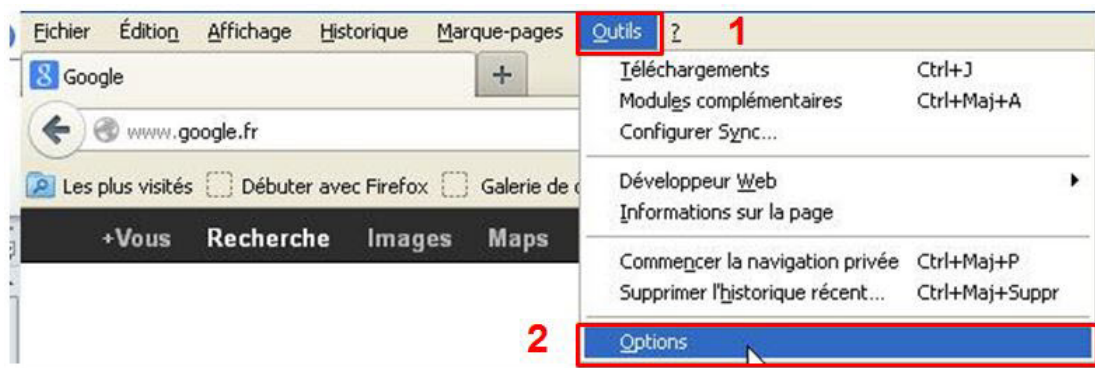 Fichier Édition Affichage Historique Marque-pages Outils ? 1
8 Google +
www.google.fr
Les plus visités Débuter avec Firefox Galerie de
+Vous Recherche Images Maps
Téléchargements Ctrl+J
Modules complémentaires Ctrl+Maj+A
Configurer Sync...
Développeur Web
Informations sur la page
Commencer la navigation privée Ctrl+Maj+P
Supprimer l'historique récent... Ctrl+Maj+Suppr
2 Options